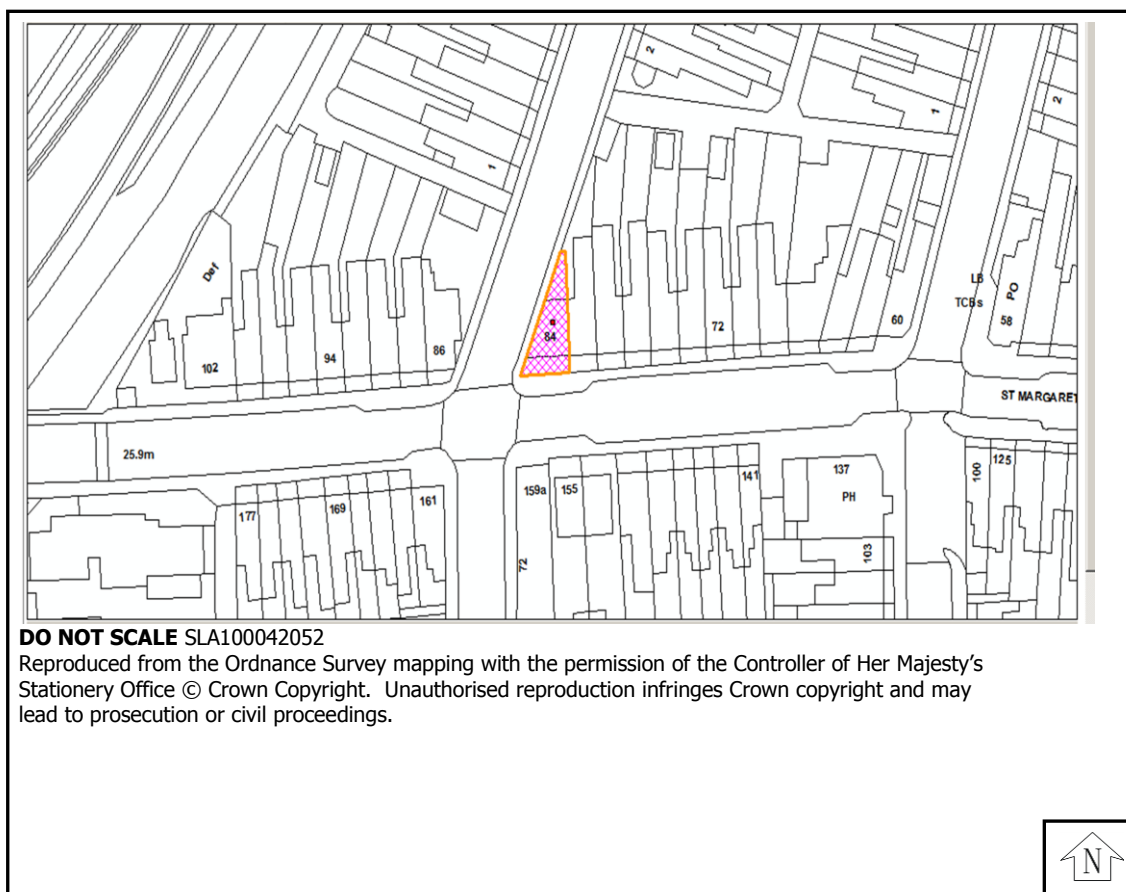 2
1
2
1
Def
LB
TCBs
PO
84
72
60
58
86
94
102
ST MARGARET
25.9m
177
169
161
159a
155
141
137
PH
100
125
72
103
DO NOT SCALE SLA100042052
Reproduced from the Ordnance Survey mapping with the permission of the Controller of Her Majesty's
Stationery Office © Crown Copyright. Unauthorised reproduction infringes Crown copyright and may
lead to prosecution or civil proceedings.
N